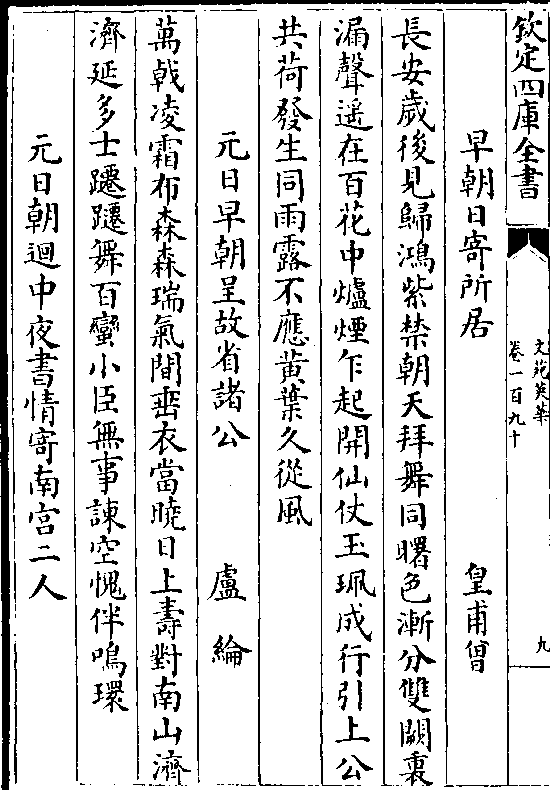 欽定四庫全書
文苑英華
卷一百九十
九
早朝日寄所居　皇甫曾
長安歲後見歸鴻紫禁朝天拜舞同曙色漸分雙闕裏
漏聲遥在百花中爐煙乍起開仙仗玉珮成行引上公
共荷發生同雨露不應黄葉久從風
元日早朝呈故省諸公　盧綸
萬戟凌霜布森森瑞氣間垂衣當曉日上壽對南山濟
濟延多士躚躚舞百蠻小臣無事諫空愧伴鳴環
元日朝迴中夜書情寄南宫二人